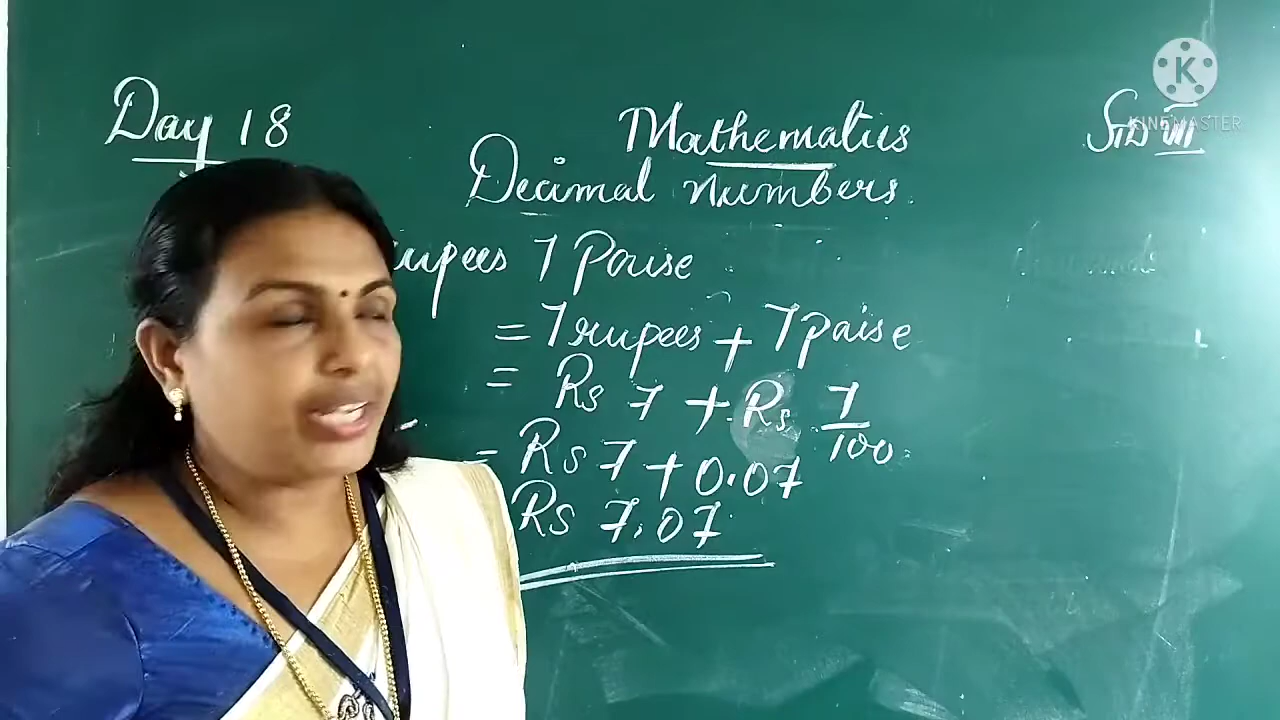 Day 18
Mathematics
Std VII
Decimal numbers.
rupees 7 Paise
= 7 rupees + 7 paise
= Rs 7 + Rs 7/100
= Rs 7 + 0.07
Rs 7.07
K
KINEMASTER